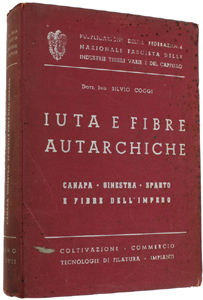 PUBBLICAZIONI DELLA FEDERAZIONE
NAZIONALE FASCISTA DELLE
INDUSTRIE TESSILI VARIE E DEL CAPPELLO
DOTT. ING. SILVIO COGGI
IUTA E FIBRE
AUTARCHICHE
CANAPA · GINESTRA · SPARTO
E FIBRE DELL'IMPERO
COLTIVAZIONE · COMMERCIO
TECNOLOGIE DI FILATURA · IMPIANTI